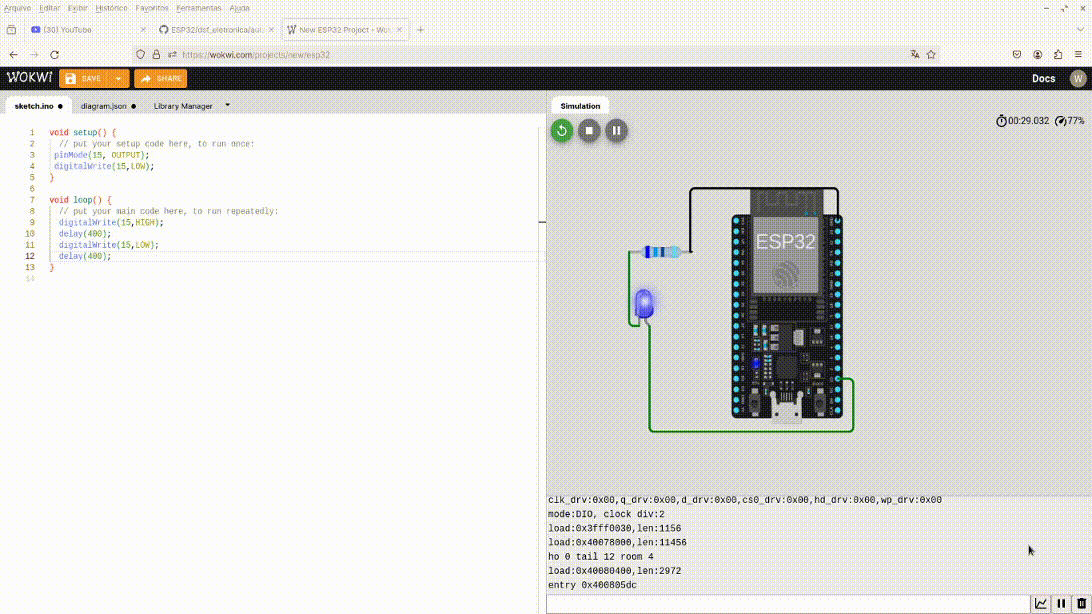 Arquivo Editar Exibir Histórico Favoritos Ferramentas Ajuda
(30) YouTube
ESP32/dsf_eletronica/aul
New ESP32 Project - Wo
https://wokwi.com/projects/new/esp32
WOKWI SAVE SHARE Docs W
sketch.ino diagram.json Library Manager
Simulation
00:29.032 77%
1 void setup() {
2 // put your setup code here, to run once:
3 pinMode(15, OUTPUT);
4 digitalWrite(15,LOW);
5 }
6
7 void loop() {
8 // put your main code here, to run repeatedly:
9 digitalWrite(15,HIGH);
10 delay(400);
11 digitalWrite(15,LOW);
12 delay(400);
13 }
14
ESP32
clk_drv:0x00,q_drv:0x00,d_drv:0x00,cs0_drv:0x00,hd_drv:0x00,wp_drv:0x00
mode:DIO, clock div:2
load:0x3fff0030,len:1156
load:0x40078000,len:11456
ho 0 tail 12 room 4
load:0x40080400,len:2972
entry 0x400805dc